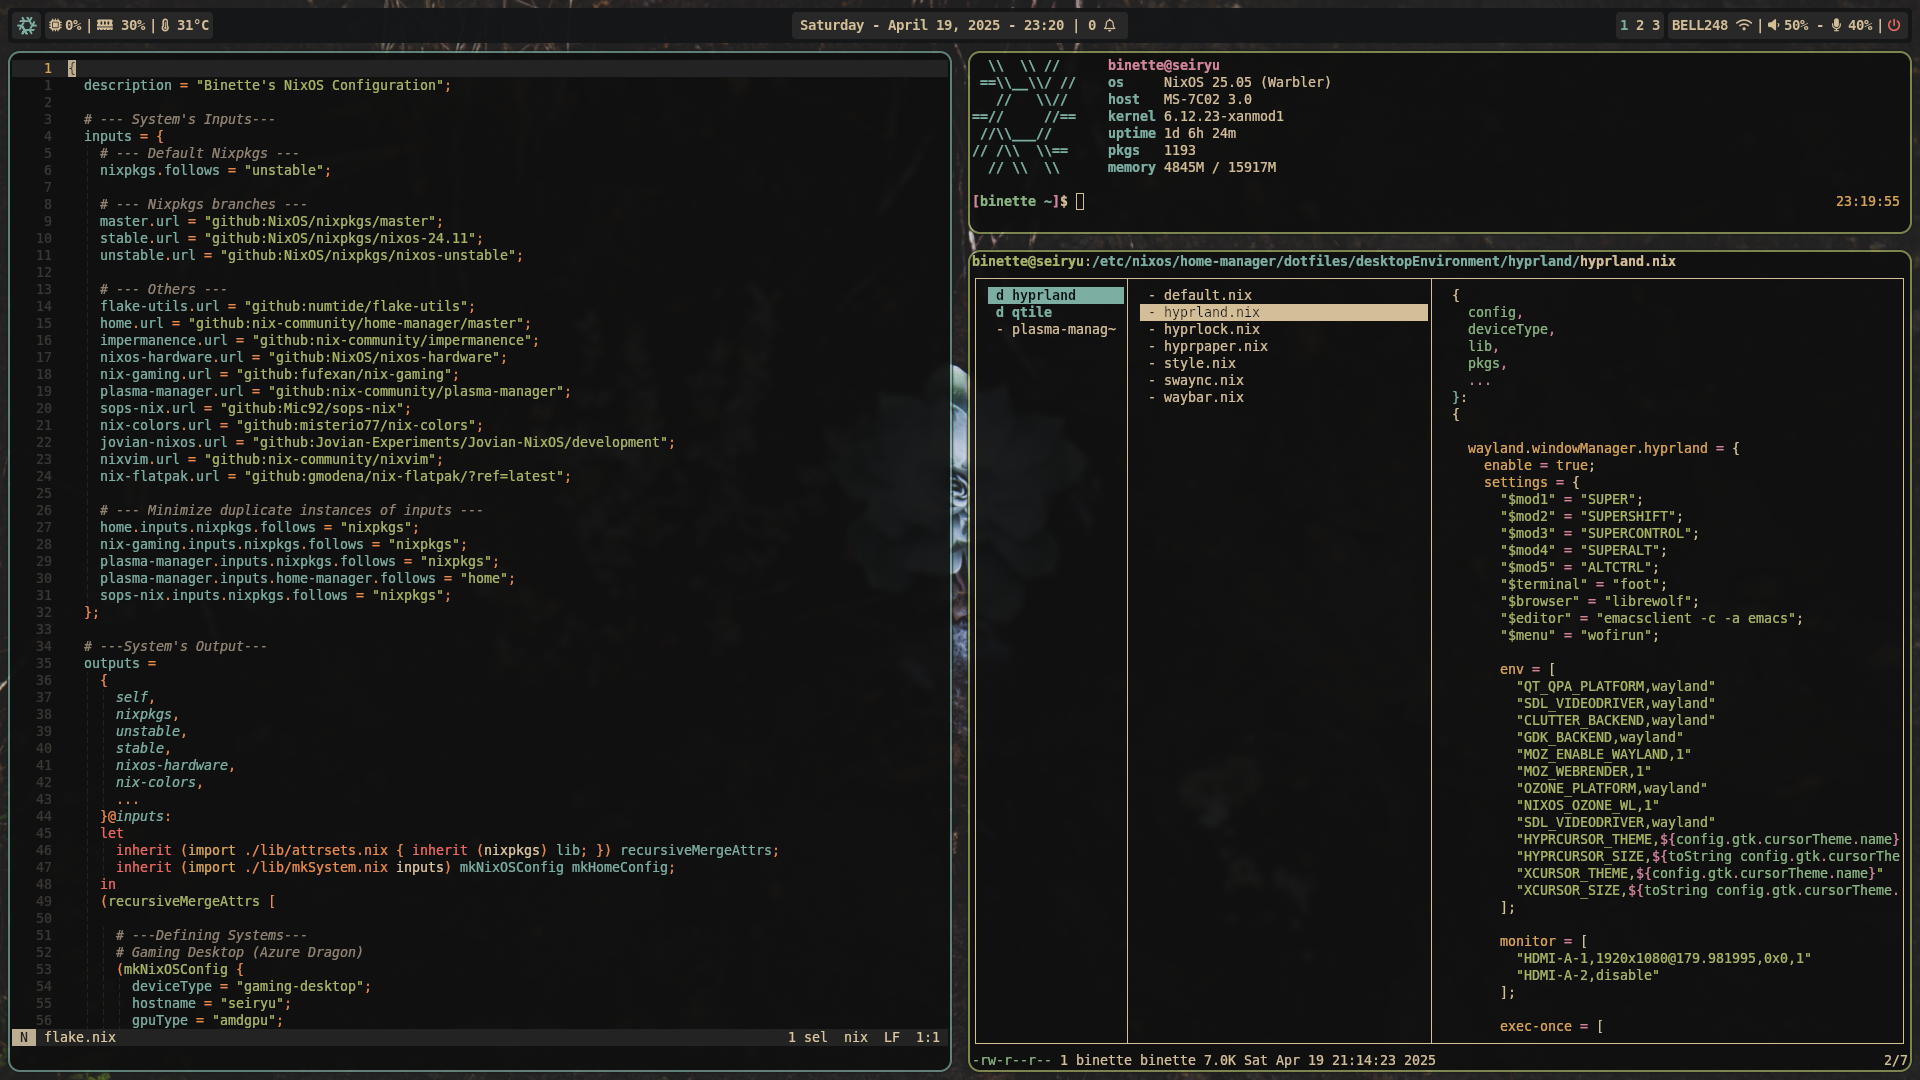 0% | 30% | 31°C
Saturday - April 19, 2025 - 23:20 | 0
1 2 3
BELL248 | 50% - 40% |
1 {
1 description = "Binette's NixOS Configuration";
2
3 # --- System's Inputs---
4 inputs = {
5 # --- Default Nixpkgs ---
6 nixpkgs.follows = "unstable";
7
8 # --- Nixpkgs branches ---
9 master.url = "github:NixOS/nixpkgs/master";
10 stable.url = "github:NixOS/nixpkgs/nixos-24.11";
11 unstable.url = "github:NixOS/nixpkgs/nixos-unstable";
12
13 # --- Others ---
14 flake-utils.url = "github:numtide/flake-utils";
15 home.url = "github:nix-community/home-manager/master";
16 impermanence.url = "github:nix-community/impermanence";
17 nixos-hardware.url = "github:NixOS/nixos-hardware";
18 nix-gaming.url = "github:fufexan/nix-gaming";
19 plasma-manager.url = "github:nix-community/plasma-manager";
20 sops-nix.url = "github:Mic92/sops-nix";
21 nix-colors.url = "github:misterio77/nix-colors";
22 jovian-nixos.url = "github:Jovian-Experiments/Jovian-NixOS/development";
23 nixvim.url = "github:nix-community/nixvim";
24 nix-flatpak.url = "github:gmodena/nix-flatpak/?ref=latest";
25
26 # --- Minimize duplicate instances of inputs ---
27 home.inputs.nixpkgs.follows = "nixpkgs";
28 nix-gaming.inputs.nixpkgs.follows = "nixpkgs";
29 plasma-manager.inputs.nixpkgs.follows = "nixpkgs";
30 plasma-manager.inputs.home-manager.follows = "home";
31 sops-nix.inputs.nixpkgs.follows = "nixpkgs";
32 };
33
34 # ---System's Output---
35 outputs =
36 {
37 self,
38 nixpkgs,
39 unstable,
40 stable,
41 nixos-hardware,
42 nix-colors,
43 ...
44 }@inputs:
45 let
46 inherit (import ./lib/attrsets.nix { inherit (nixpkgs) lib; }) recursiveMergeAttrs;
47 inherit (import ./lib/mkSystem.nix inputs) mkNixOSConfig mkHomeConfig;
48 in
49 (recursiveMergeAttrs [
50
51 # ---Defining Systems---
52 # Gaming Desktop (Azure Dragon)
53 (mkNixOSConfig {
54 deviceType = "gaming-desktop";
55 hostname = "seiryu";
56 gpuType = "amdgpu";
N flake.nix 1 sel nix LF 1:1
\\ \\ // binette@seiryu
==\\__\\/ // os NixOS 25.05 (Warbler)
// \\// host MS-7C02 3.0
==// //== kernel 6.12.23-xanmod1
//\\___// uptime 1d 6h 24m
// /\\ \\== pkgs 1193
// \\ \\ memory 4845M / 15917M
[binette ~]$ 23:19:55
binette@seiryu:/etc/nixos/home-manager/dotfiles/desktopEnvironment/hyprland/hyprland.nix
d hyprland
d qtile
- plasma-manag~
- default.nix
- hyprland.nix
- hyprlock.nix
- hyprpaper.nix
- style.nix
- swaync.nix
- waybar.nix
{
config,
deviceType,
lib,
pkgs,
...
}:
{
wayland.windowManager.hyprland = {
enable = true;
settings = {
"$mod1" = "SUPER";
"$mod2" = "SUPERSHIFT";
"$mod3" = "SUPERCONTROL";
"$mod4" = "SUPERALT";
"$mod5" = "ALTCTRL";
"$terminal" = "foot";
"$browser" = "librewolf";
"$editor" = "emacsclient -c -a emacs";
"$menu" = "wofirun";
env = [
"QT_QPA_PLATFORM,wayland"
"SDL_VIDEODRIVER,wayland"
"CLUTTER_BACKEND,wayland"
"GDK_BACKEND,wayland"
"MOZ_ENABLE_WAYLAND,1"
"MOZ_WEBRENDER,1"
"OZONE_PLATFORM,wayland"
"NIXOS_OZONE_WL,1"
"SDL_VIDEODRIVER,wayland"
"HYPRCURSOR_THEME,${config.gtk.cursorTheme.name}
"HYPRCURSOR_SIZE,${toString config.gtk.cursorThe
"XCURSOR_THEME,${config.gtk.cursorTheme.name}"
"XCURSOR_SIZE,${toString config.gtk.cursorTheme.
];
monitor = [
"HDMI-A-1,1920x1080@179.981995,0x0,1"
"HDMI-A-2,disable"
];
exec-once = [
-rw-r--r-- 1 binette binette 7.0K Sat Apr 19 21:14:23 2025 2/7